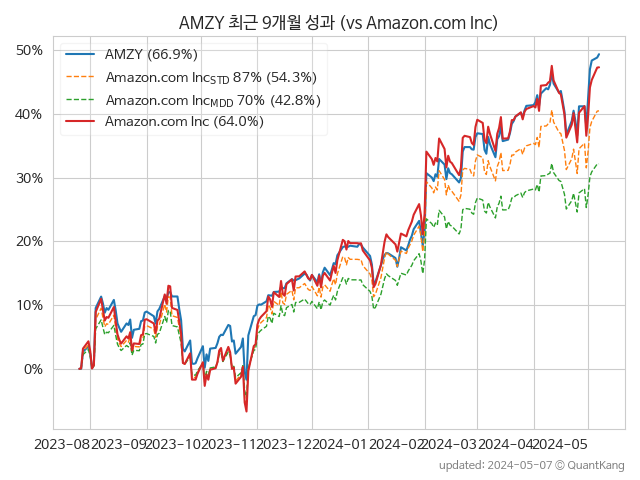 AMZY 최근 9개월 성과 (vs Amazon.com Inc)
50%
40%
30%
20%
10%
0%
AMZY (66.9%)
Amazon.com Inc_STD 87% (54.3%)
Amazon.com Inc_MDD 70% (42.8%)
Amazon.com Inc (64.0%)
2023-08 2023-09 2023-10 2023-11 2023-12 2024-01 2024-02 2024-03 2024-04 2024-05
updated: 2024-05-07 © QuantKang